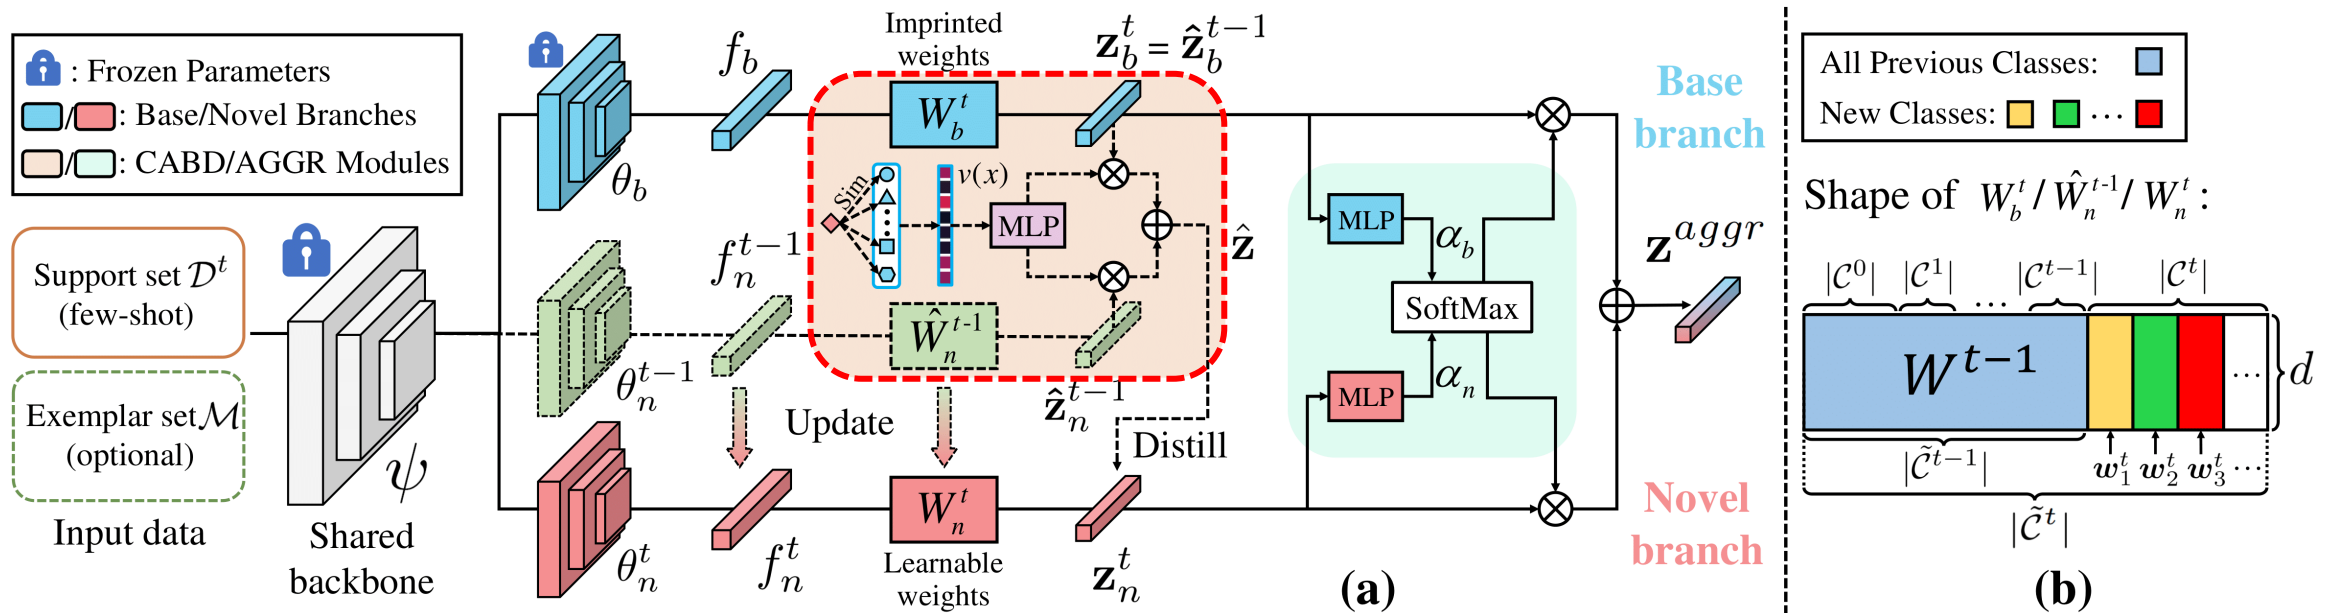 : Frozen Parameters
/ : Base/Novel Branches
/ : CABD/AGGR Modules
Support set 𝒟^t
(few-shot)
Exemplar set ℳ
(optional)
Input data
ψ
Shared
backbone
θ_b
θ_n^{t−1}
θ_n^t
f_b
f_n^{t−1}
f_n^t
Imprinted
weights
W_b^t
z_b^t = ẑ_b^{t−1}
Sim
v(x)
MLP
Ŵ_n^{t-1}
ẑ_n^{t−1}
ẑ
Update
Distill
W_n^t
Learnable
weights
z_n^t
MLP
α_b
SoftMax
α_n
MLP
Base
branch
z^{aggr}
Novel
branch
(a)
All Previous Classes:
New Classes: ...
Shape of W_b^t / Ŵ_n^{t-1} / W_n^t :
|𝒞^0| |𝒞^1| ... |𝒞^{t−1}| |𝒞^t|
W^{t−1} ... d
|𝒞̃^{t−1}| w_1^t w_2^t w_3^t ...
|𝒞̃^t|
(b)